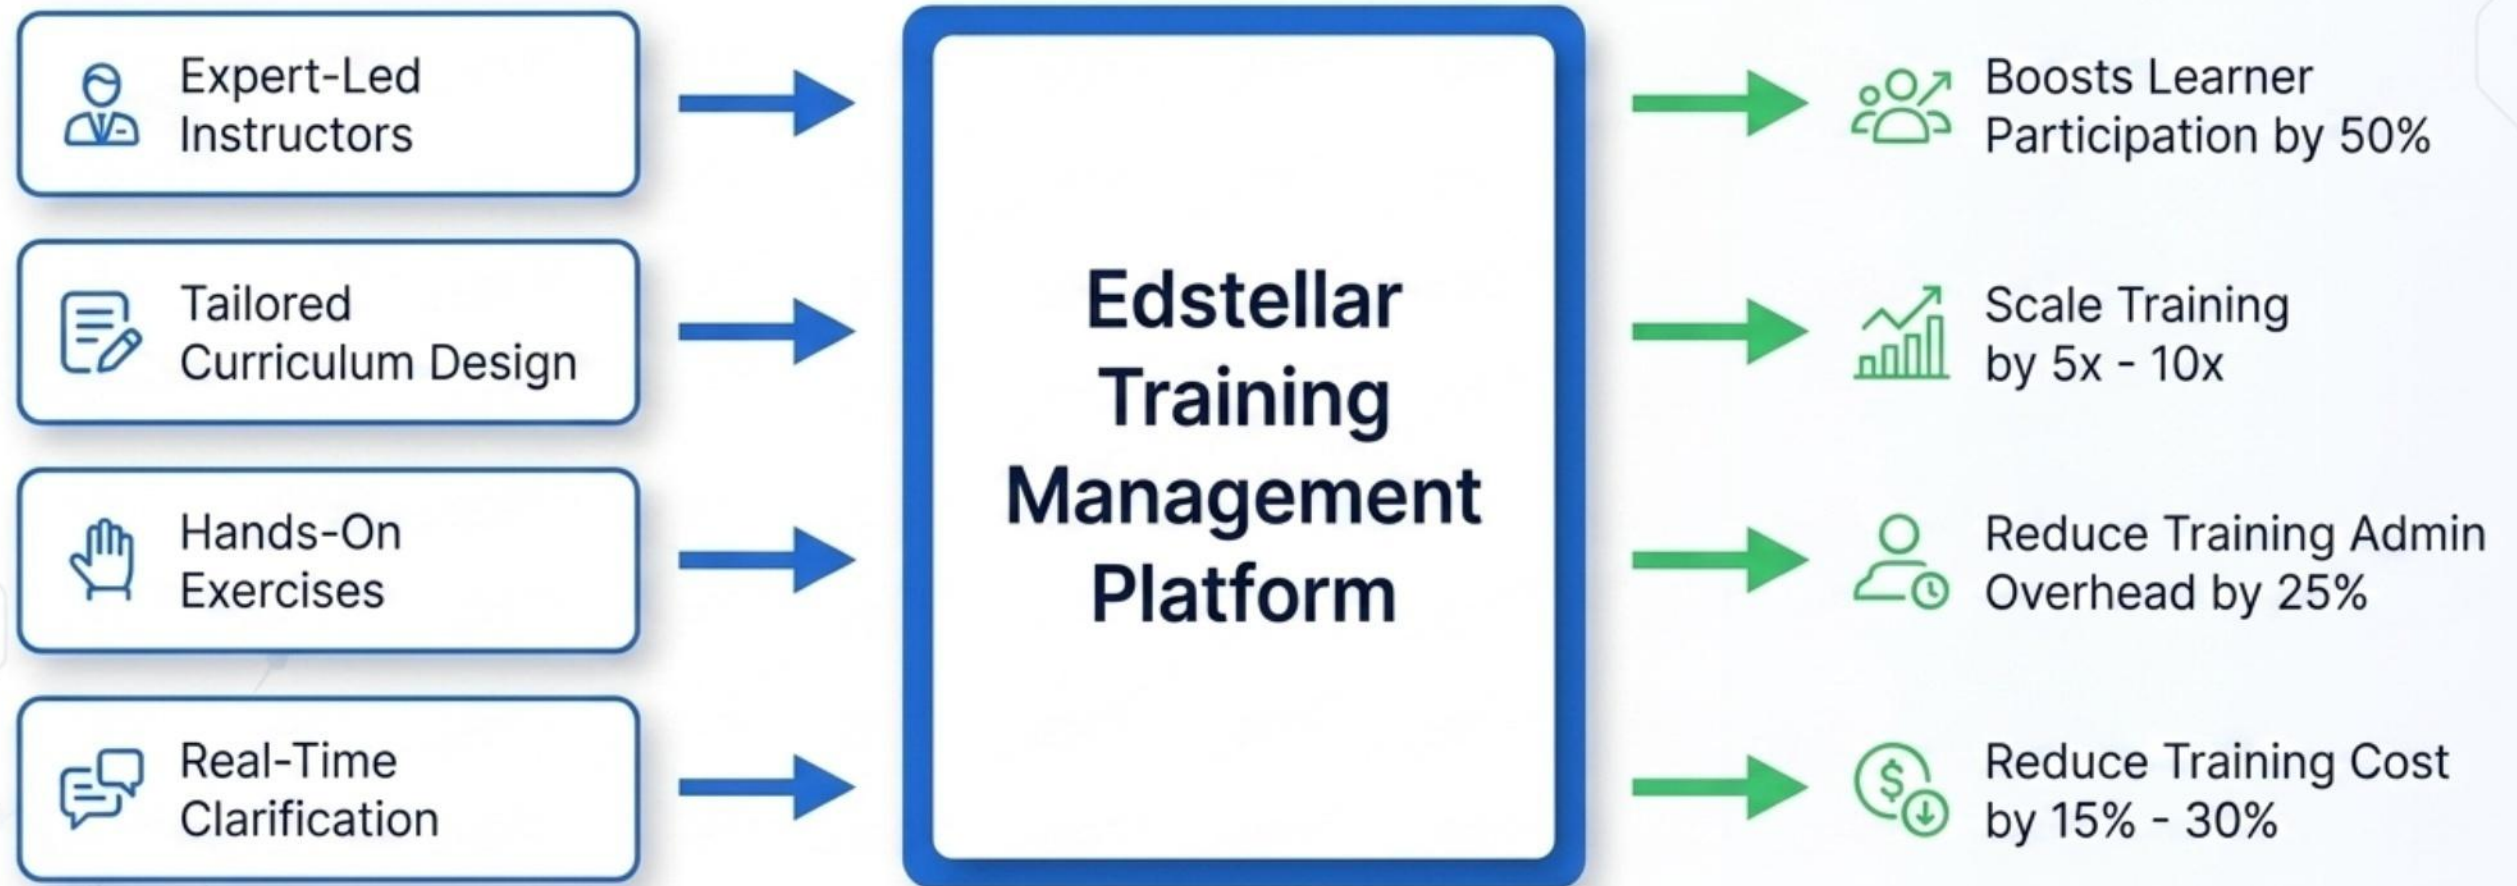 Expert-Led
Instructors
Tailored
Curriculum Design
Hands-On
Exercises
Real-Time
Clarification
Edstellar
Training
Management
Platform
Boosts Learner
Participation by 50%
Scale Training
by 5x - 10x
Reduce Training Admin
Overhead by 25%
Reduce Training Cost
by 15% - 30%